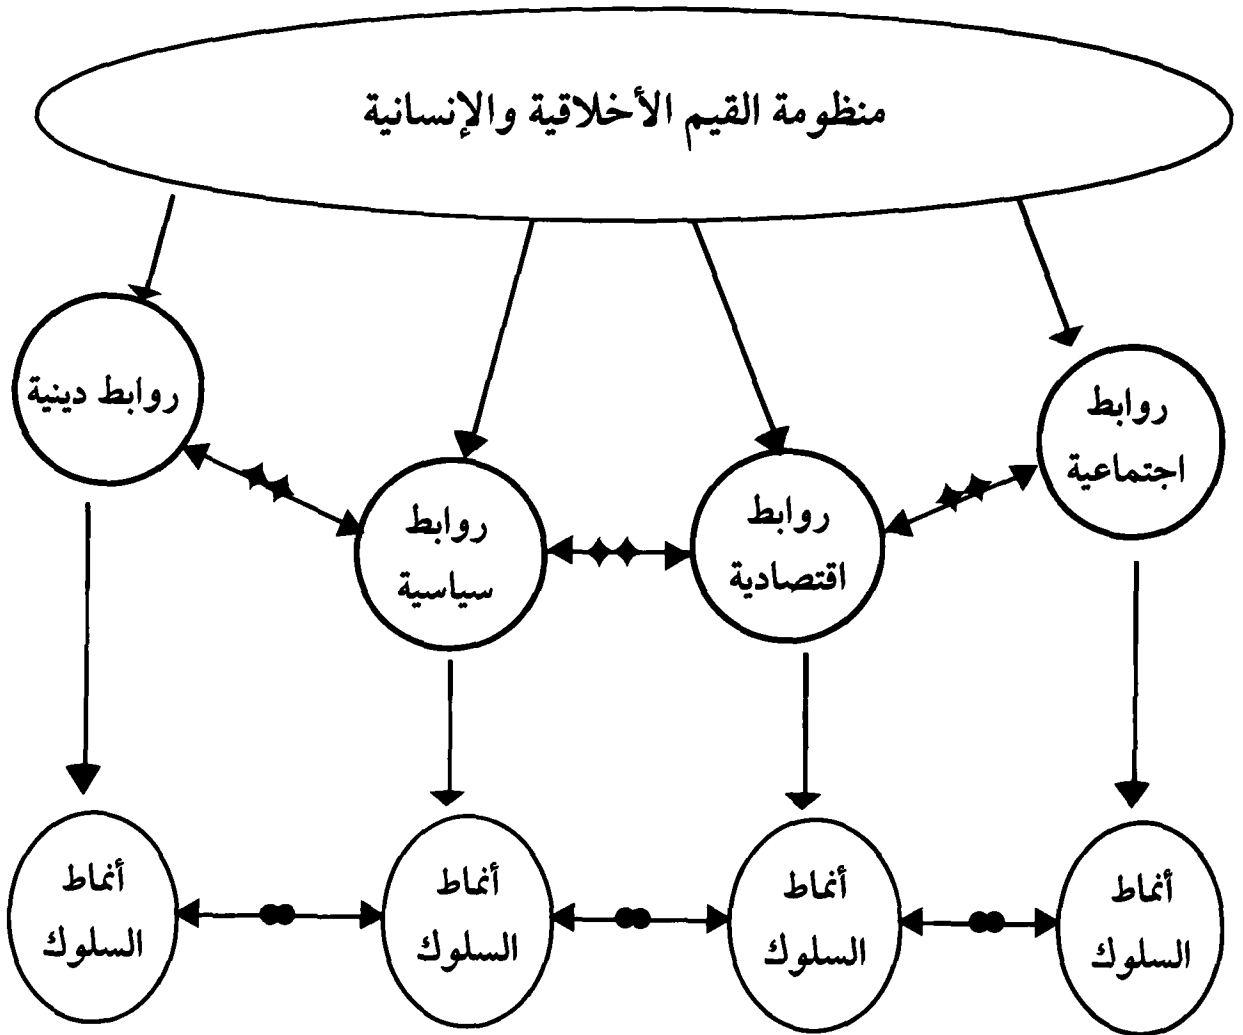 منظومة القيم الأخلاقية والإنسانية
روابط
اجتماعية
روابط
اقتصادية
روابط
سياسية
روابط دينية
أنماط
السلوك
أنماط
السلوك
أنماط
السلوك
أنماط
السلوك